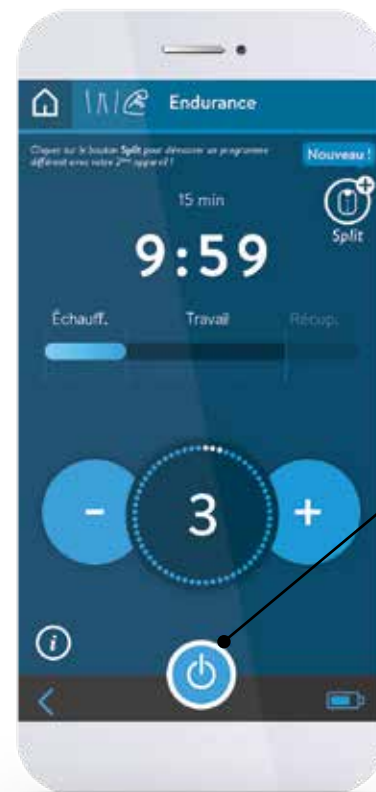 Endurance
Cliquez sur le bouton Split pour démarrer un programme
différent avec votre 2ème appareil !
Nouveau !
15 min
9:59
Split
Échauff.
Travail
Récup.
-
3
+
i